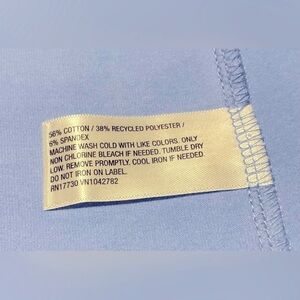 56% COTTON / 38% RECYCLED POLYESTER /
6% SPANDEX
MACHINE WASH COLD WITH LIKE COLORS. ONLY
NON CHLORINE BLEACH IF NEEDED. TUMBLE DRY
LOW. REMOVE PROMPTLY. COOL IRON IF NEEDED.
DO NOT IRON ON LABEL.
RN17730 VN1042782